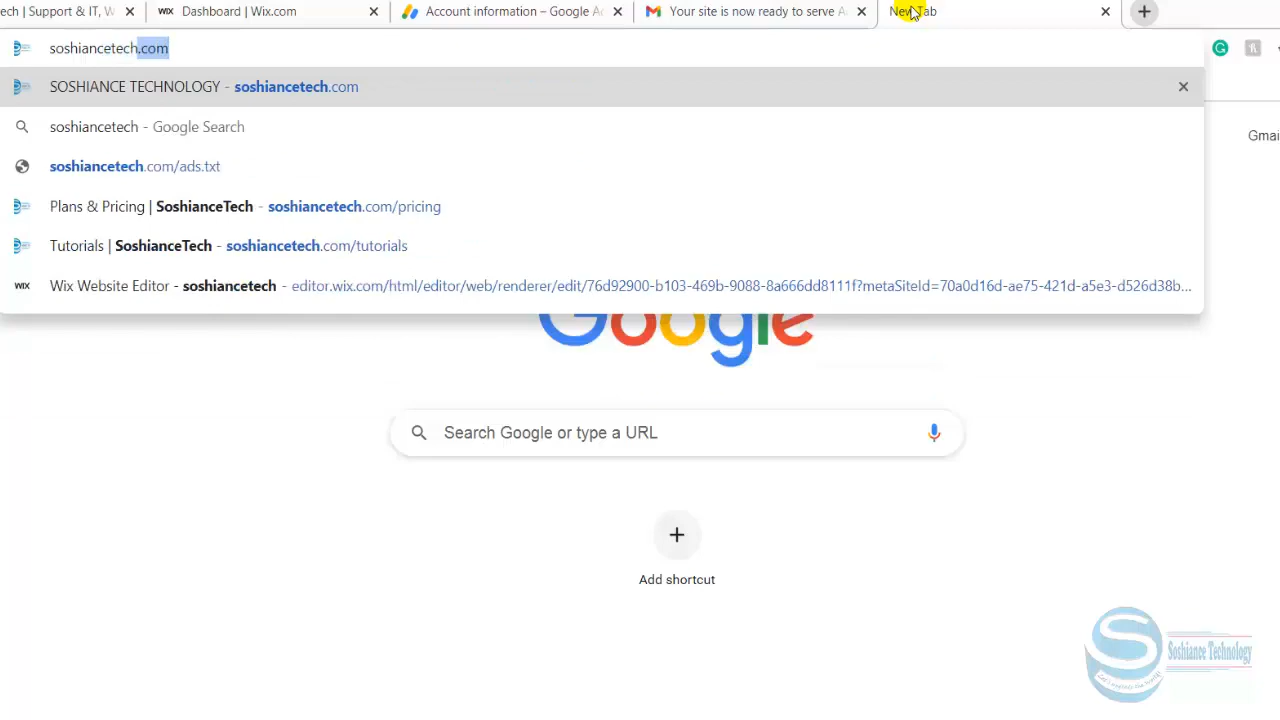 ech | Support & IT, W
Dashboard | Wix.com
Account information – Google Ac
Your site is now ready to serve A
New Tab
soshiancetech.com
SOSHIANCE TECHNOLOGY - soshiancetech.com
soshiancetech - Google Search
soshiancetech.com/ads.txt
Plans & Pricing | SoshianceTech - soshiancetech.com/pricing
Tutorials | SoshianceTech - soshiancetech.com/tutorials
WIX Wix Website Editor - soshiancetech - editor.wix.com/html/editor/web/renderer/edit/76d92900-b103-469b-9088-8a666dd8111f?metaSiteId=70a0d16d-ae75-421d-a5e3-d526d38b...
Gmai
Google
Search Google or type a URL
Add shortcut
Soshiance Technology